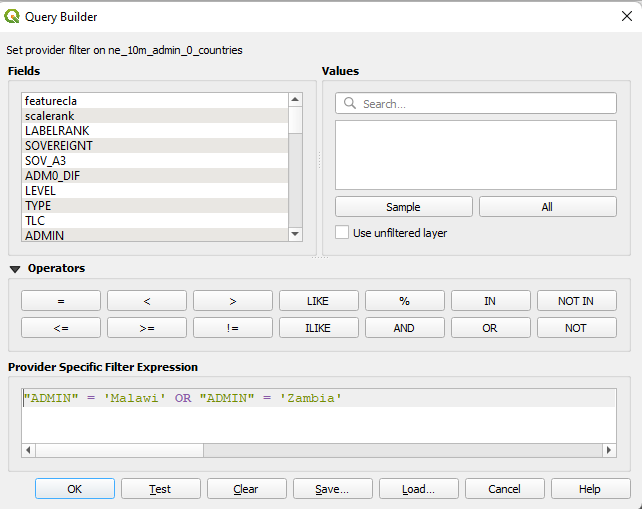 Query Builder
Set provider filter on ne_10m_admin_0_countries
Fields
Values
featurecla
scalerank
LABELRANK
SOVEREIGNT
SOV_A3
ADM0_DIF
LEVEL
TYPE
TLC
ADMIN
Search...
Sample All
Use unfiltered layer
Operators
= < > LIKE % IN NOT IN
<= >= != ILIKE AND OR NOT
Provider Specific Filter Expression
"ADMIN" = 'Malawi' OR "ADMIN" = 'Zambia'
OK Test Clear Save... Load... Cancel Help